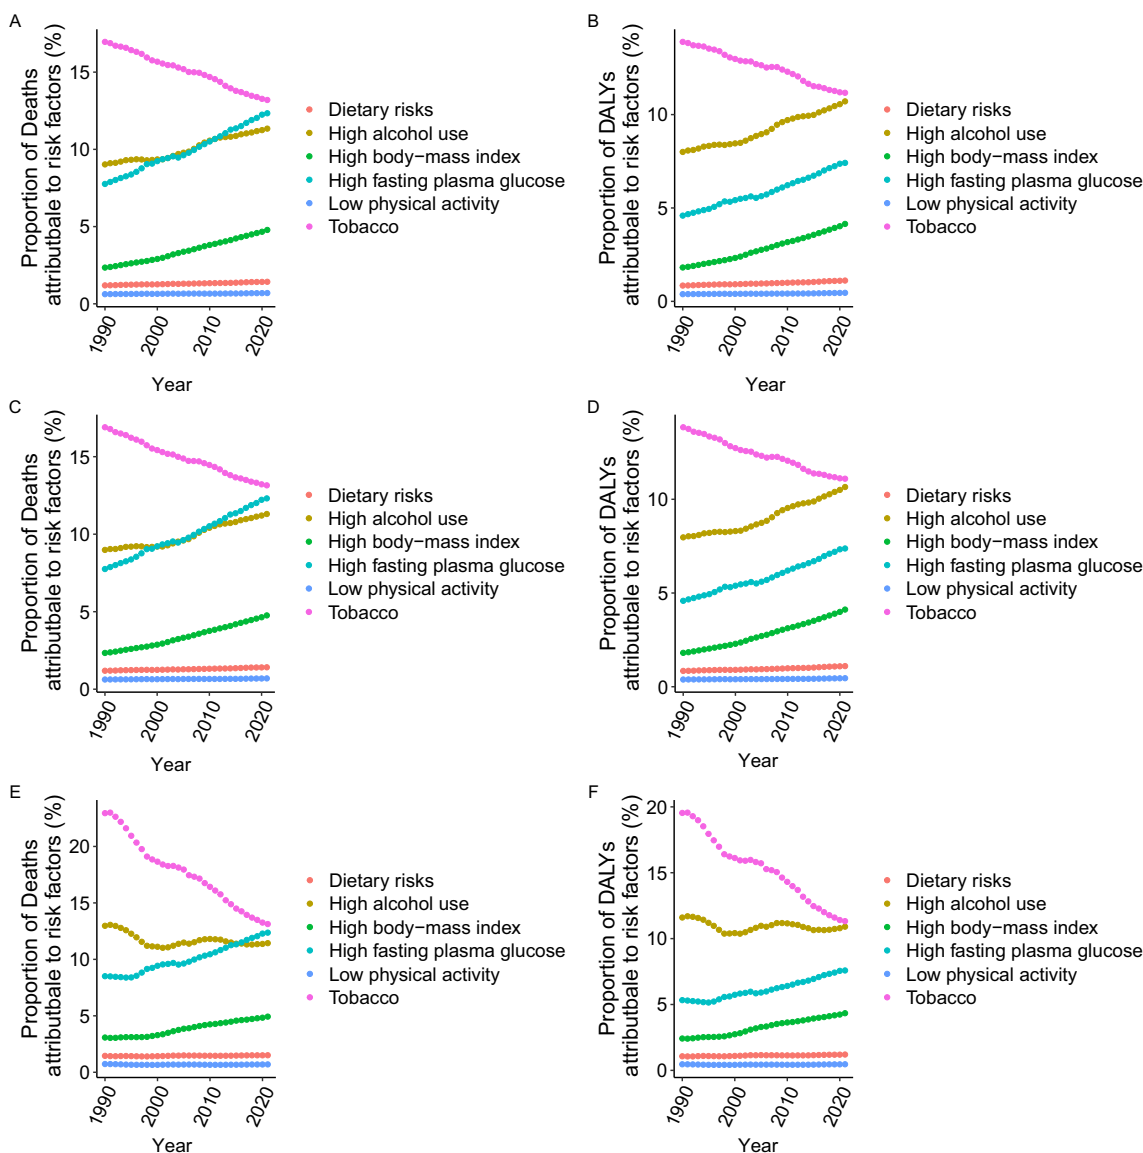 A
Proportion of Deaths
attributbale to risk factors (%)
15
10
5
0
1990
2000
2010
2020
Year
Dietary risks
High alcohol use
High body−mass index
High fasting plasma glucose
Low physical activity
Tobacco
B
Proportion of DALYs
attributbale to risk factors (%)
10
5
0
1990
2000
2010
2020
Year
Dietary risks
High alcohol use
High body−mass index
High fasting plasma glucose
Low physical activity
Tobacco
C
Proportion of Deaths
attributbale to risk factors (%)
15
10
5
0
1990
2000
2010
2020
Year
Dietary risks
High alcohol use
High body−mass index
High fasting plasma glucose
Low physical activity
Tobacco
D
Proportion of DALYs
attributbale to risk factors (%)
10
5
0
1990
2000
2010
2020
Year
Dietary risks
High alcohol use
High body−mass index
High fasting plasma glucose
Low physical activity
Tobacco
E
Proportion of Deaths
attributbale to risk factors (%)
20
15
10
5
0
1990
2000
2010
2020
Year
Dietary risks
High alcohol use
High body−mass index
High fasting plasma glucose
Low physical activity
Tobacco
F
Proportion of DALYs
attributbale to risk factors (%)
20
15
10
5
0
1990
2000
2010
2020
Year
Dietary risks
High alcohol use
High body−mass index
High fasting plasma glucose
Low physical activity
Tobacco